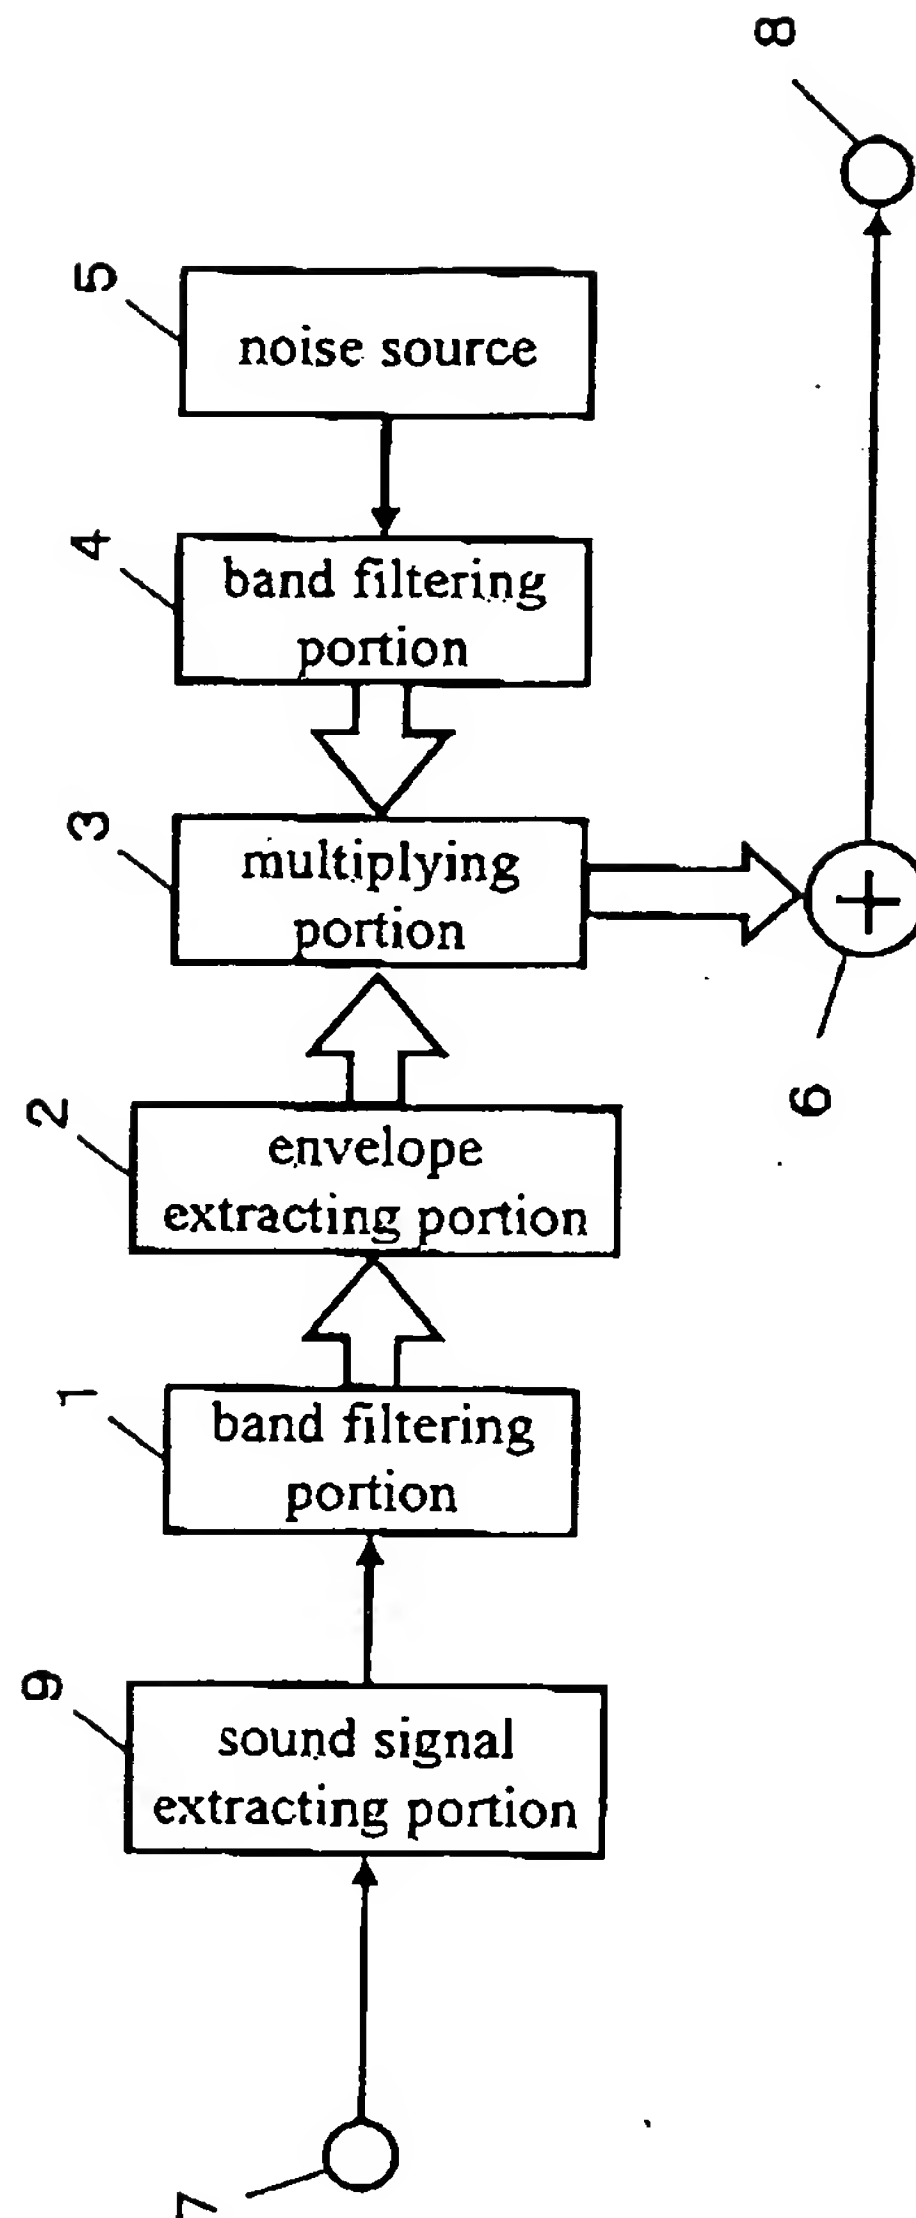 8
5
noise source
4
band filtering
portion
3
multiplying
portion
+
6
2
envelope
extracting portion
1
band filtering
portion
9
sound signal
extracting portion
7